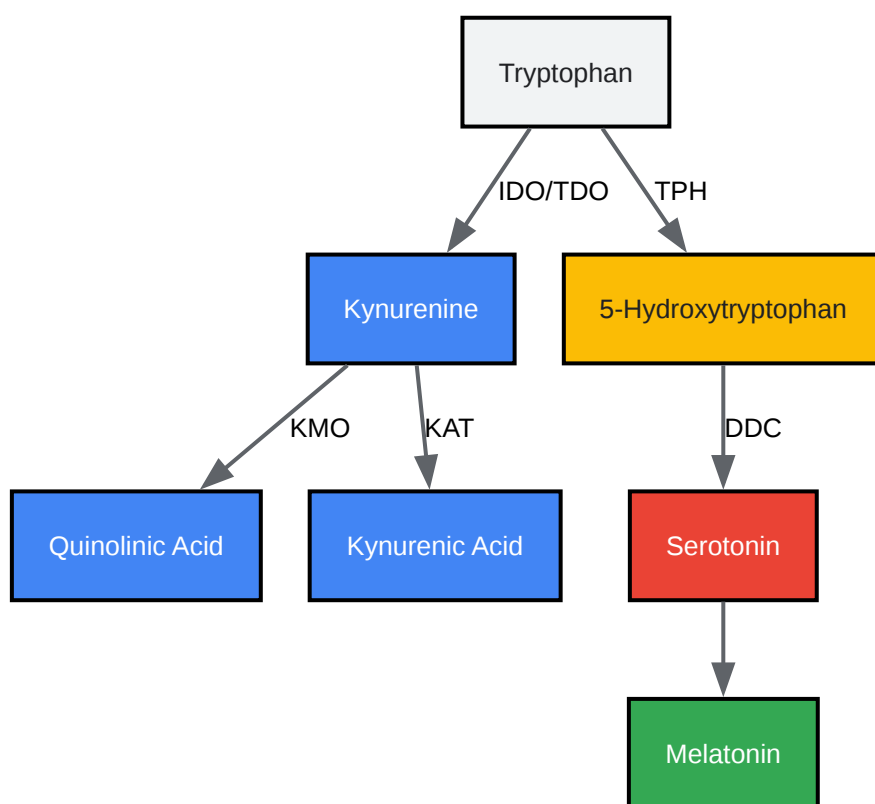 Tryptophan
IDO/TDO
TPH
Kynurenine
5-Hydroxytryptophan
KMO
KAT
DDC
Quinolinic Acid
Kynurenic Acid
Serotonin
Melatonin